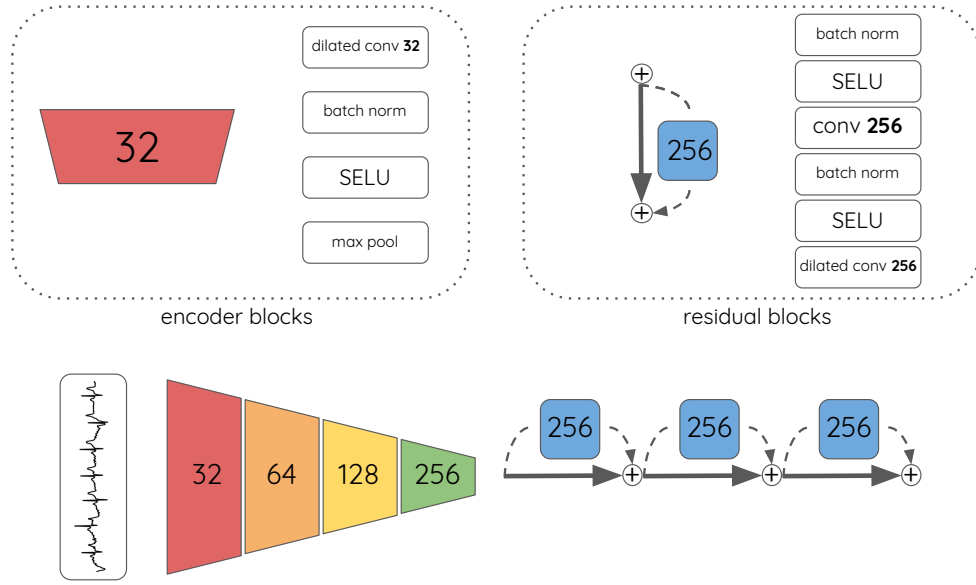 32
dilated conv 32
batch norm
SELU
max pool
encoder blocks
256
batch norm
SELU
conv 256
batch norm
SELU
dilated conv 256
residual blocks
32
64
128
256
256
256
256